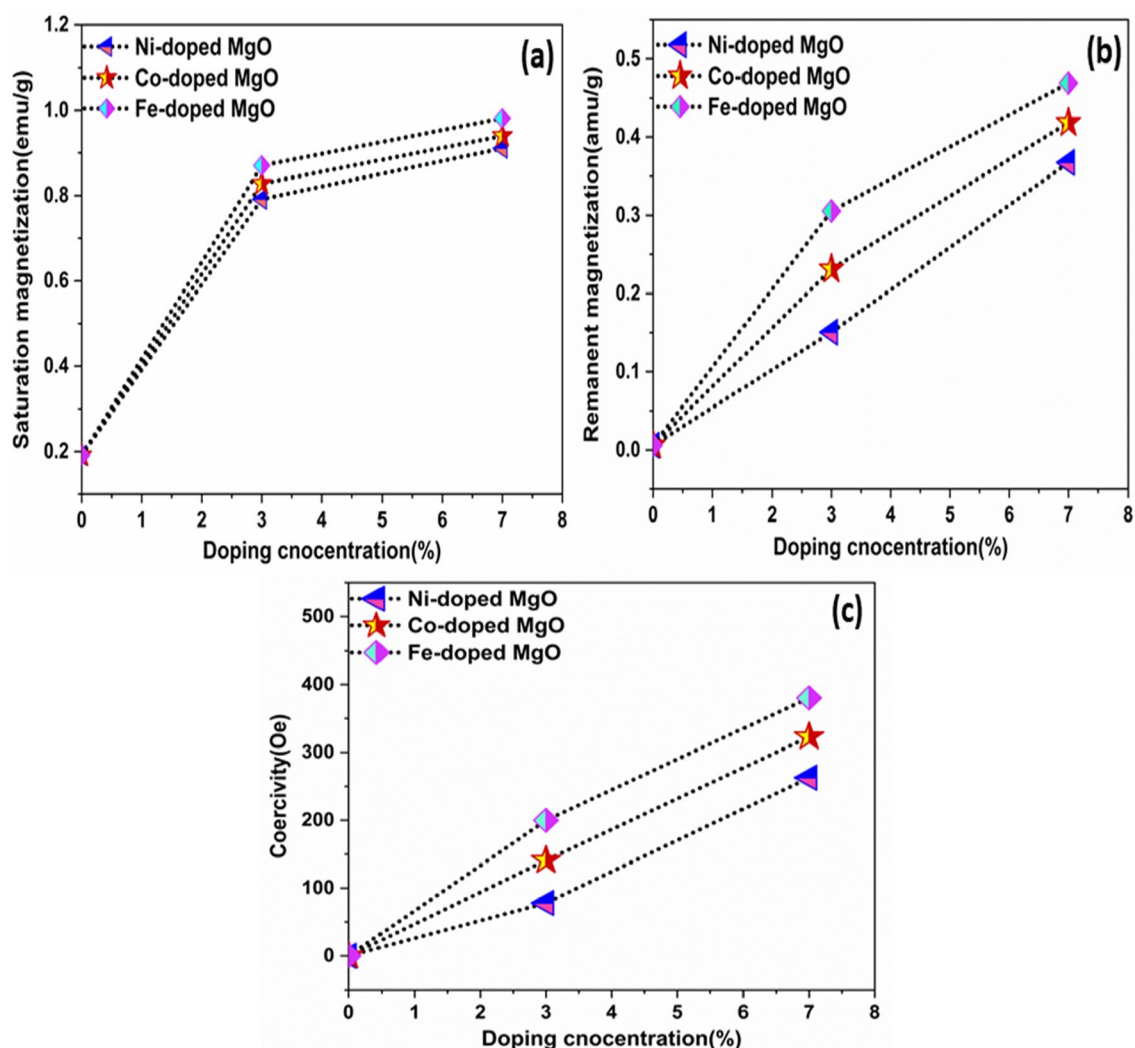 Saturation magnetization(emu/g)
1.2
1.0
0.8
0.6
0.4
0.2
Ni-doped MgO
Co-doped MgO
Fe-doped MgO
(a)
0 1 2 3 4 5 6 7 8
Doping cnocentration(%)
Remanent magnetization(amu/g)
0.5
0.4
0.3
0.2
0.1
0.0
Ni-doped MgO
Co-doped MgO
Fe-doped MgO
(b)
0 1 2 3 4 5 6 7 8
Doping cnocentration(%)
Coercivity(Oe)
500
400
300
200
100
0
Ni-doped MgO
Co-doped MgO
Fe-doped MgO
(c)
0 1 2 3 4 5 6 7 8
Doping cnocentration(%)